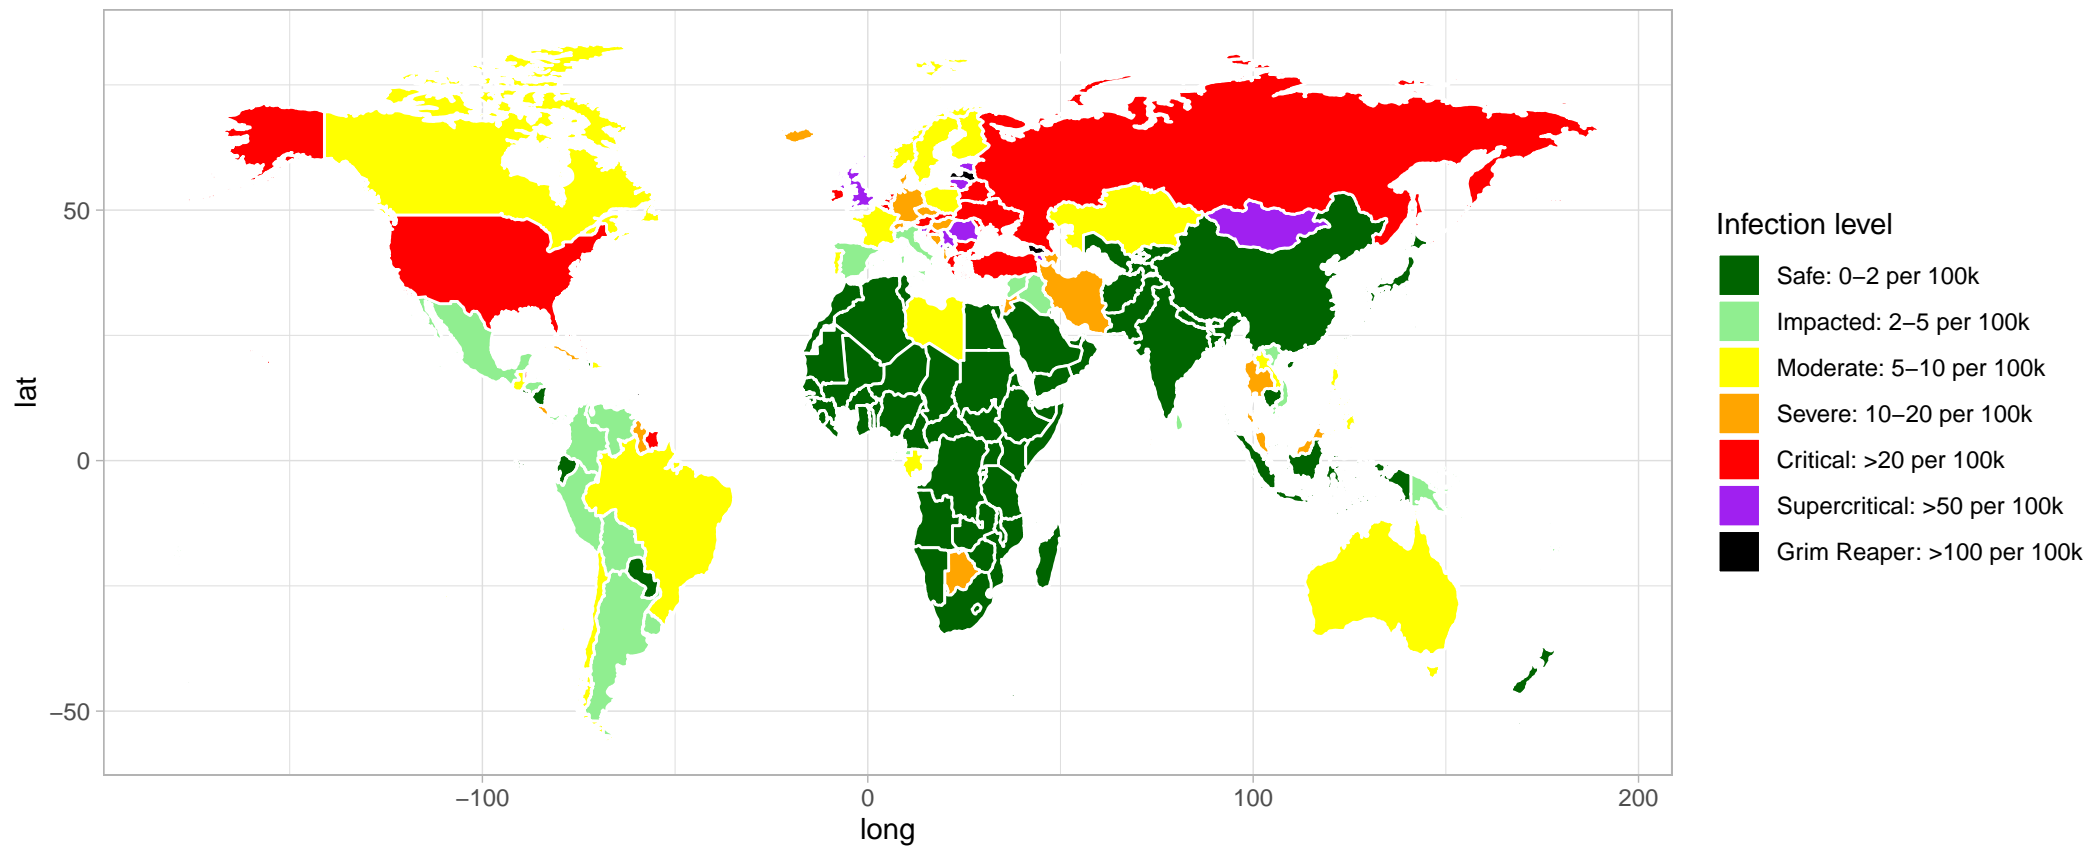 50
0
−50
lat
−100
0
100
200
long
Infection level
Safe: 0−2 per 100k
Impacted: 2−5 per 100k
Moderate: 5−10 per 100k
Severe: 10−20 per 100k
Critical: >20 per 100k
Supercritical: >50 per 100k
Grim Reaper: >100 per 100k